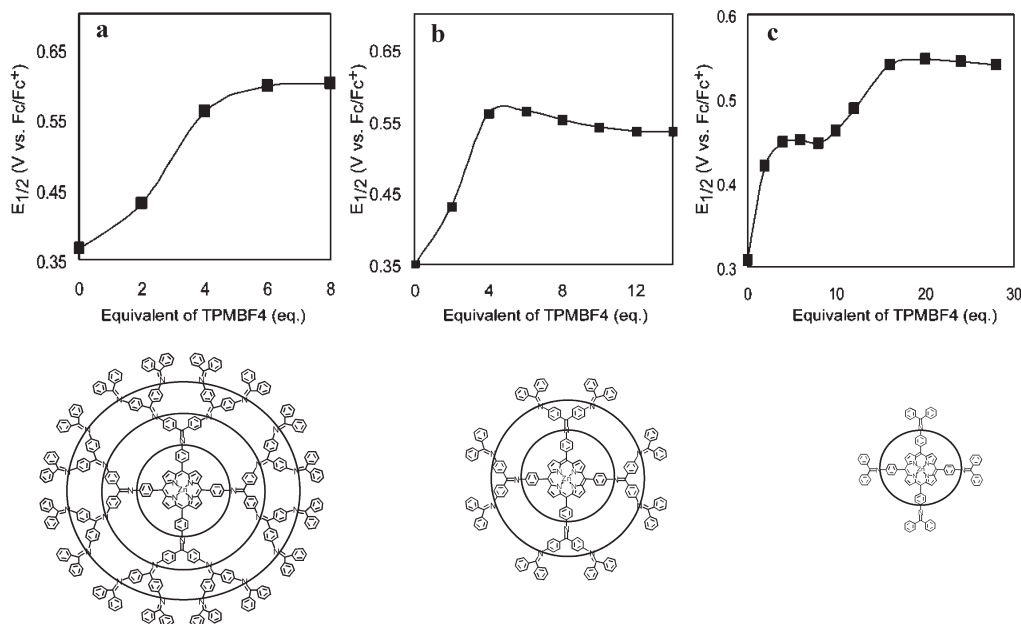 a
0.65
0.55
0.45
0.35
E1/2 (V vs. Fc/Fc+)
0 2 4 6 8
Equivalent of TPMBF4 (eq.)
b
0.65
0.55
0.45
0.35
E1/2 (V vs. Fc/Fc+)
0 4 8 12
Equivalent of TPMBF4 (eq.)
c
0.6
0.5
0.4
0.3
E1/2 (V vs. Fc/Fc+)
0 10 20 30
Equivalent of TPMBF4 (eq.)